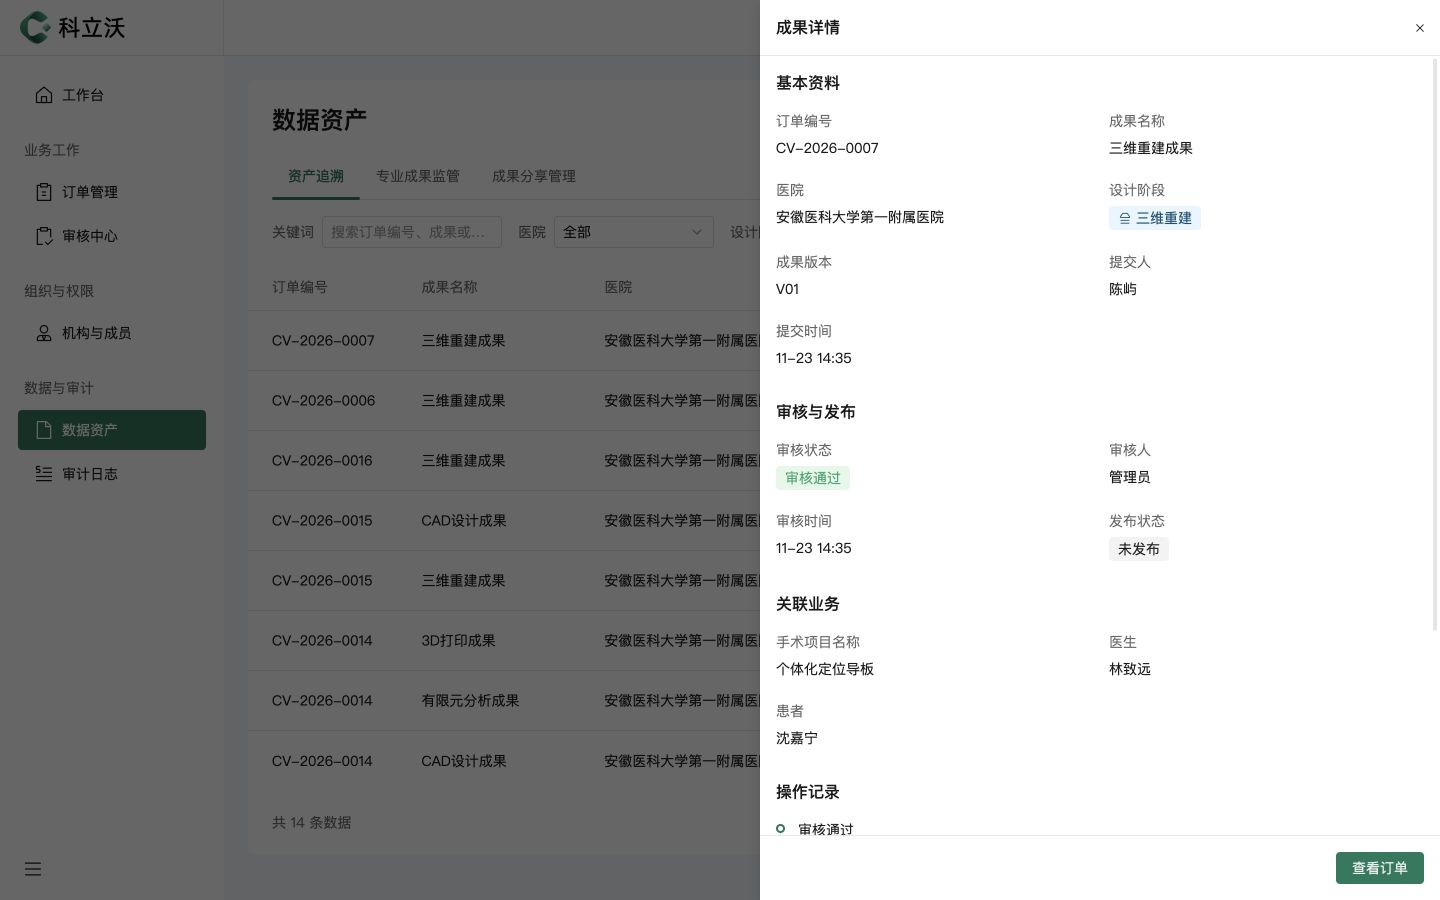 科立沃
工作台
业务工作
订单管理
审核中心
组织与权限
机构与成员
数据与审计
数据资产
审计日志
数据资产
资产追溯 专业成果监管 成果分享管理
关键词 搜索订单编号、成果或... 医院 全部 设计
订单编号 成果名称 医院
CV-2026-0007 三维重建成果 安徽医科大学第一附属医
CV-2026-0006 三维重建成果 安徽医科大学第一附属医
CV-2026-0016 三维重建成果 安徽医科大学第一附属医
CV-2026-0015 CAD设计成果 安徽医科大学第一附属医
CV-2026-0015 三维重建成果 安徽医科大学第一附属医
CV-2026-0014 3D打印成果 安徽医科大学第一附属医
CV-2026-0014 有限元分析成果 安徽医科大学第一附属医
CV-2026-0014 CAD设计成果 安徽医科大学第一附属医
共 14 条数据
成果详情
基本资料
订单编号 成果名称
CV-2026-0007 三维重建成果
医院 设计阶段
安徽医科大学第一附属医院 三维重建
成果版本 提交人
V01 陈屿
提交时间
11-23 14:35
审核与发布
审核状态 审核人
审核通过 管理员
审核时间 发布状态
11-23 14:35 未发布
关联业务
手术项目名称 医生
个体化定位导板 林致远
患者
沈嘉宁
操作记录
审核通过
查看订单